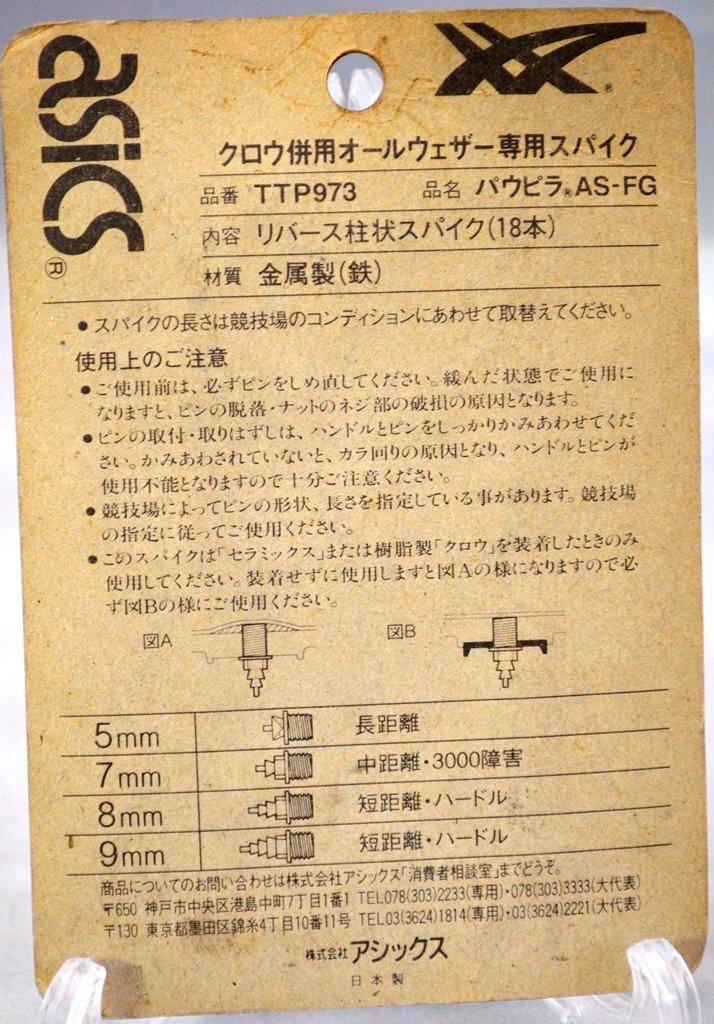 asics®
®
クロウ併用オールウェザー専用スパイク
品番 TTP973 品名 パウピラ®AS-FG
内容 リバース柱状スパイク(18本)
材質 金属製(鉄)
●スパイクの長さは競技場のコンディションにあわせて取替えてください。
使用上のご注意
●ご使用前は、必ずピンをしめ直してください。緩んだ状態でご使用に
なりますと、ピンの脱落・ナットのネジ部の破損の原因となります。
●ピンの取付・取りはずしは、ハンドルとピンをしっかりかみあわせてくだ
さい。かみあわされていないと、カラ回りの原因となり、ハンドルとピンが
使用不能となりますので十分ご注意ください。
●競技場によってピンの形状、長さを指定している事があります。競技場
の指定に従ってご使用ください。
●このスパイクは「セラミックス」または樹脂製「クロウ」を装着したときのみ
使用してください。装着せずに使用しますと図Aの様になりますので必
ず図Bの様にご使用ください。
図A 図B
5mm 長距離
7mm 中距離・3000障害
8mm 短距離・ハードル
9mm 短距離・ハードル
商品についてのお問い合わせは株式会社アシックス「消費者相談室」までどうぞ。
〒650 神戸市中央区港島中町7丁目1番1 TEL078(303)2233(専用)・078(303)3333(大代表)
〒130 東京都墨田区錦糸4丁目10番11号 TEL03(3624)1814(専用)・03(3624)2221(大代表)
株式会社アシックス
日本製